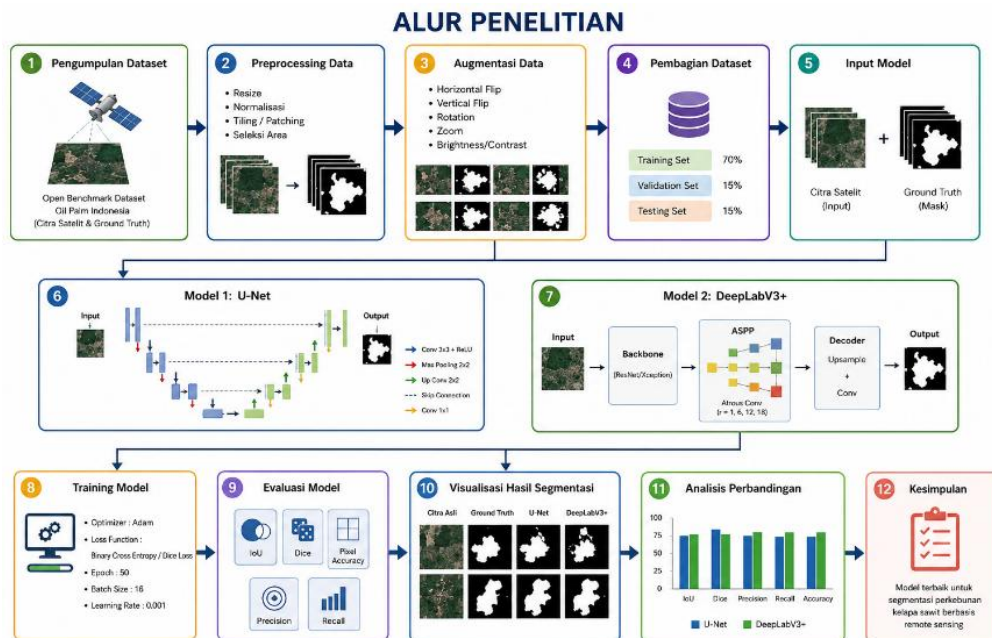 ALUR PENELITIAN
1 Pengumpulan Dataset
Open Benchmark Dataset
Oil Palm Indonesia
(Citra Satelit & Ground Truth)
2 Preprocessing Data
• Resize
• Normalisasi
• Tiling / Patching
• Seleksi Area
3 Augmentasi Data
• Horizontal Flip
• Vertical Flip
• Rotation
• Zoom
• Brightness/Contrast
4 Pembagian Dataset
Training Set 70%
Validation Set 15%
Testing Set 15%
5 Input Model
+
Citra Satelit
(Input)
Ground Truth
(Mask)
6 Model 1: U-Net
Input
Output
Conv 3x3 + ReLU
Max Pooling 2x2
Up Conv 2x2
Skip Connection
Conv 1x1
7 Model 2: DeepLabV3+
Input
Backbone
(ResNet/Xception)
ASPP
Atrous Conv
(r = 1, 6, 12, 18)
Decoder
Upsample
+
Conv
Output
8 Training Model
• Optimizer : Adam
• Loss Function :
Binary Cross Entropy / Dice Loss
• Epoch : 50
• Batch Size : 16
• Learning Rate : 0.001
9 Evaluasi Model
IoU
Dice
Pixel
Accuracy
Precision
Recall
10 Visualisasi Hasil Segmentasi
Citra Asli Ground Truth U-Net DeepLabV3+
11 Analisis Perbandingan
100
75
50
25
0
IoU Dice Precision Recall Accuracy
U-Net DeepLabV3+
12 Kesimpulan
Model terbaik untuk
segmentasi perkebunan
kelapa sawit berbasis
remote sensing